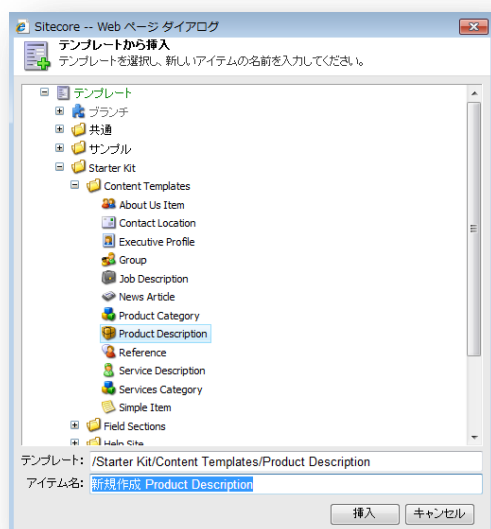 Sitecore -- Web ページ ダイアログ
テンプレートから挿入
テンプレートを選択し、新しいアイテムの名前を入力してください。
テンプレート
ブランチ
共通
サンプル
Starter Kit
Content Templates
About Us Item
Contact Location
Executive Profile
Group
Job Description
News Article
Product Category
Product Description
Reference
Service Description
Services Category
Simple Item
Field Sections
Help Site
テンプレート: /Starter Kit/Content Templates/Product Description
アイテム名: 新規作成 Product Description
挿入 キャンセル